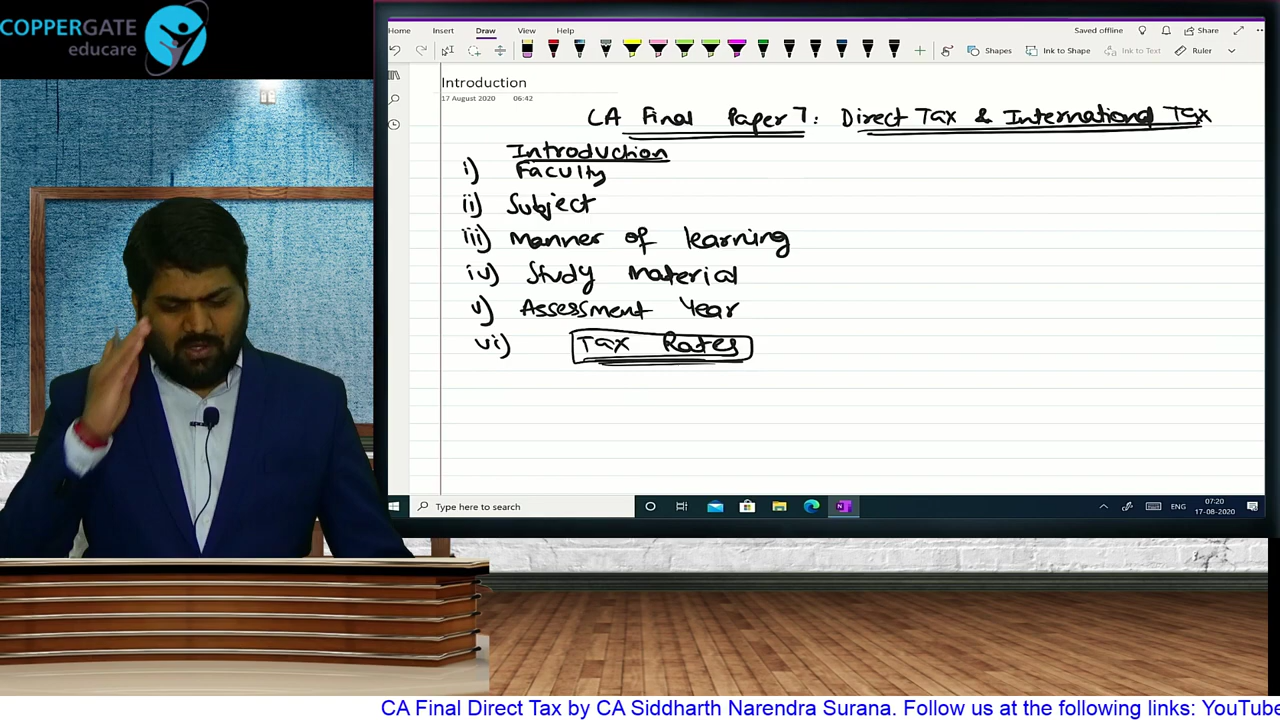 COPPERGATE
educare
Home Insert Draw View Help
Saved offline Share
Shapes Ink to Shape Ink to Text Ruler
Introduction
17 August 2020 06:42
CA Final Paper 7: Direct Tax & International Tax
Introduction
i) Faculty
ii) Subject
iii) Manner of learning
iv) Study Material
v) Assessment Year
vi) Tax Rates
Type here to search
ENG
07:20
17-08-2020
CA Final Direct Tax by CA Siddharth Narendra Surana. Follow us at the following links: YouTube